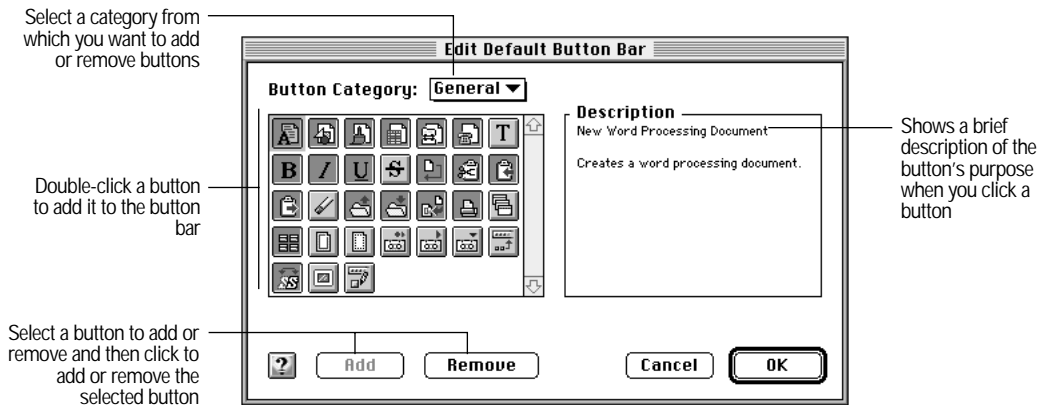 Select a category from
which you want to add
or remove buttons
Edit Default Button Bar
Button Category: General
Description
New Word Processing Document
Creates a word processing document.
T
B I U S
SS
Double-click a button
to add it to the button
bar
Shows a brief
description of the
button's purpose
when you click a
button
Select a button to add or
remove and then click to
add or remove the
selected button
? Add Remove Cancel OK